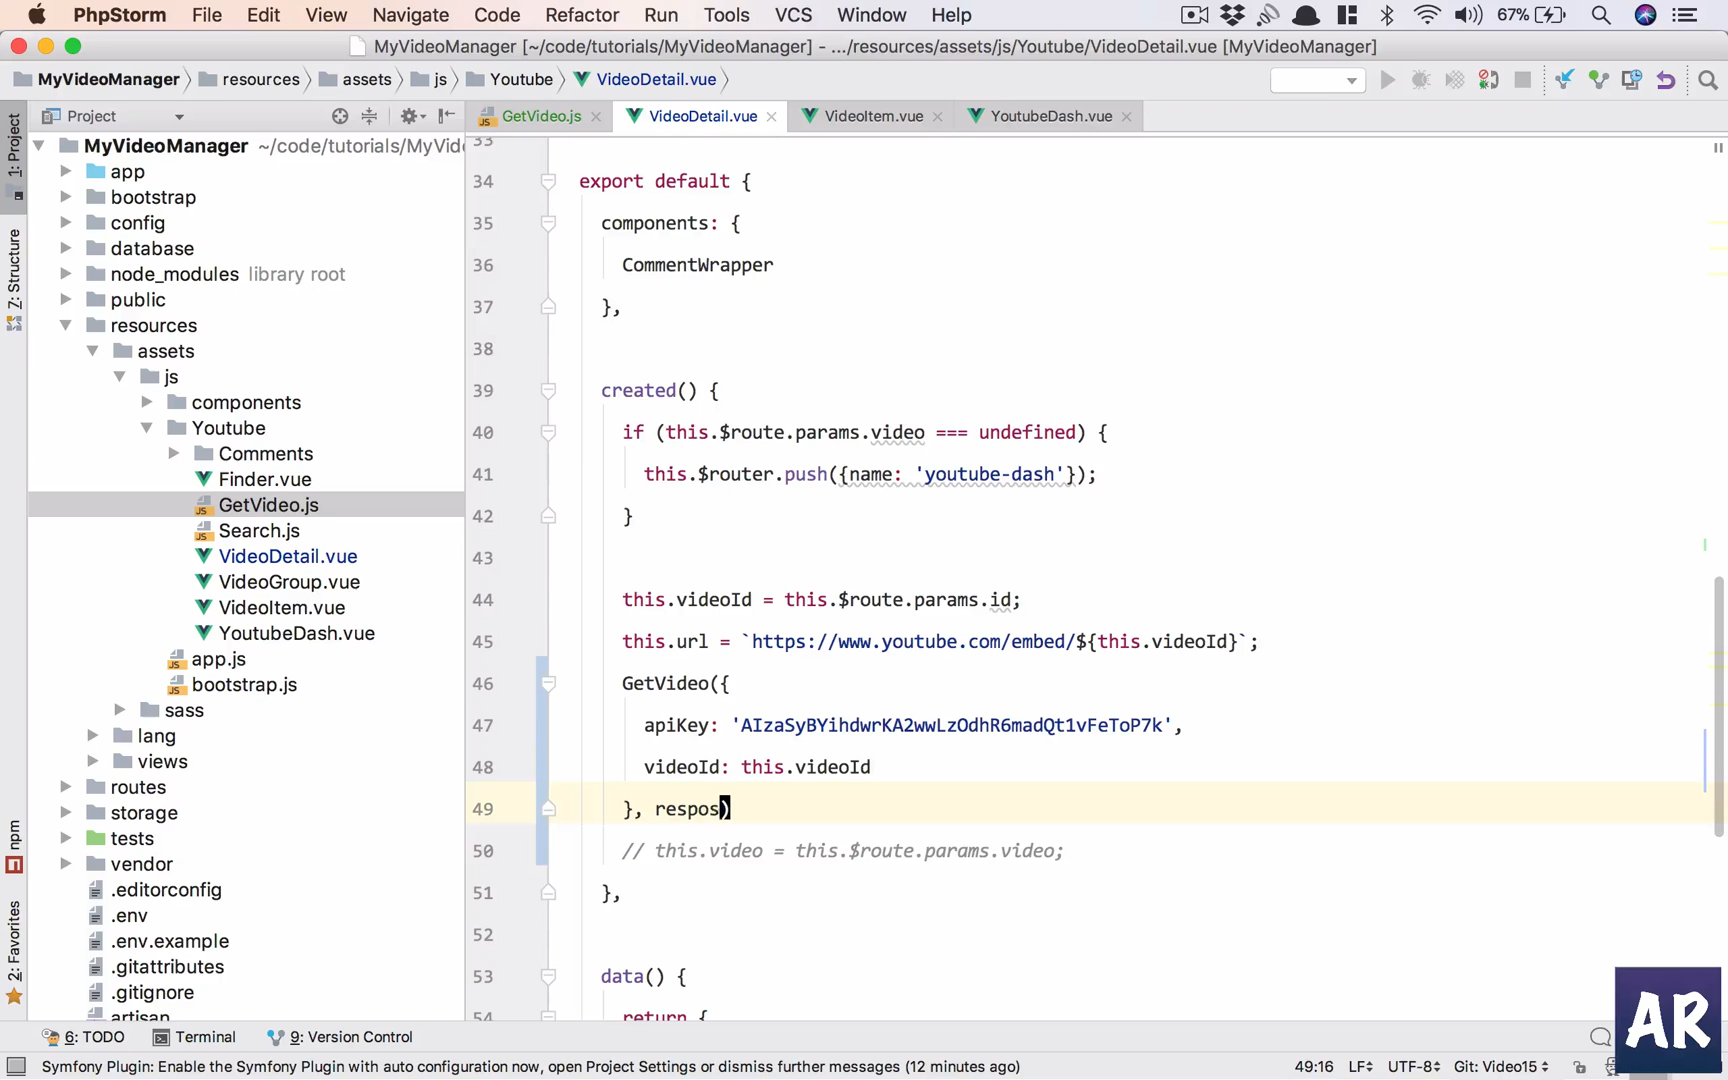 PhpStorm File Edit View Navigate Code Refactor Run Tools VCS Window Help 67%
MyVideoManager [~/code/tutorials/MyVideoManager] - .../resources/assets/js/Youtube/VideoDetail.vue [MyVideoManager]
MyVideoManager resources assets js Youtube VideoDetail.vue
Project GetVideo.js VideoDetail.vue VideoItem.vue YoutubeDash.vue
1: Project
7: Structure
npm
2: Favorites
MyVideoManager ~/code/tutorials/MyVid
app
bootstrap
config
database
node_modules library root
public
resources
assets
js
components
Youtube
Comments
Finder.vue
GetVideo.js
Search.js
VideoDetail.vue
VideoGroup.vue
VideoItem.vue
YoutubeDash.vue
app.js
bootstrap.js
sass
lang
views
routes
storage
tests
vendor
.editorconfig
.env
.env.example
.gitattributes
.gitignore
artisan
33
34 export default {
35 components: {
36 CommentWrapper
37 },
38
39 created() {
40 if (this.$route.params.video === undefined) {
41 this.$router.push({name: 'youtube-dash'});
42 }
43
44 this.videoId = this.$route.params.id;
45 this.url = `https://www.youtube.com/embed/${this.videoId}`;
46 GetVideo({
47 apiKey: 'AIzaSyBYihdwrKA2wwLzOdhR6madQt1vFeToP7k',
48 videoId: this.videoId
49 }, respos)
50 // this.video = this.$route.params.video;
51 },
52
53 data() {
54 return {
6: TODO Terminal 9: Version Control
Symfony Plugin: Enable the Symfony Plugin with auto configuration now, open Project Settings or dismiss further messages (12 minutes ago) 49:16 LF UTF-8 Git: Video15
AR